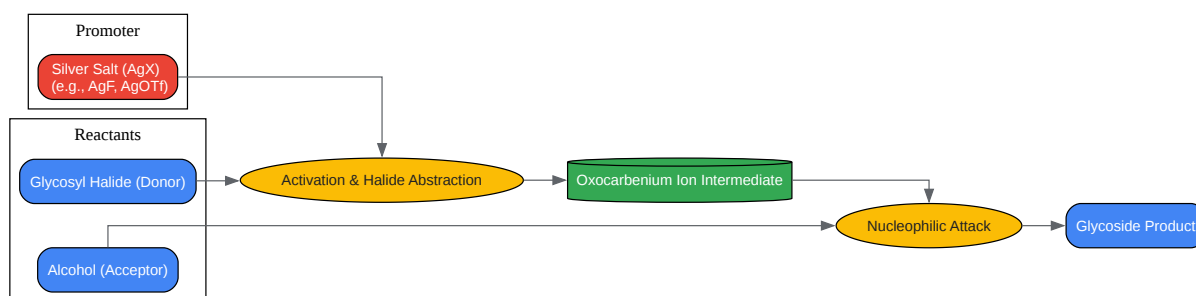 Promoter
Silver Salt (AgX)
(e.g., AgF, AgOTf)
Reactants
Glycosyl Halide (Donor)
Activation & Halide Abstraction
Oxocarbenium Ion Intermediate
Nucleophilic Attack
Glycoside Product
Alcohol (Acceptor)